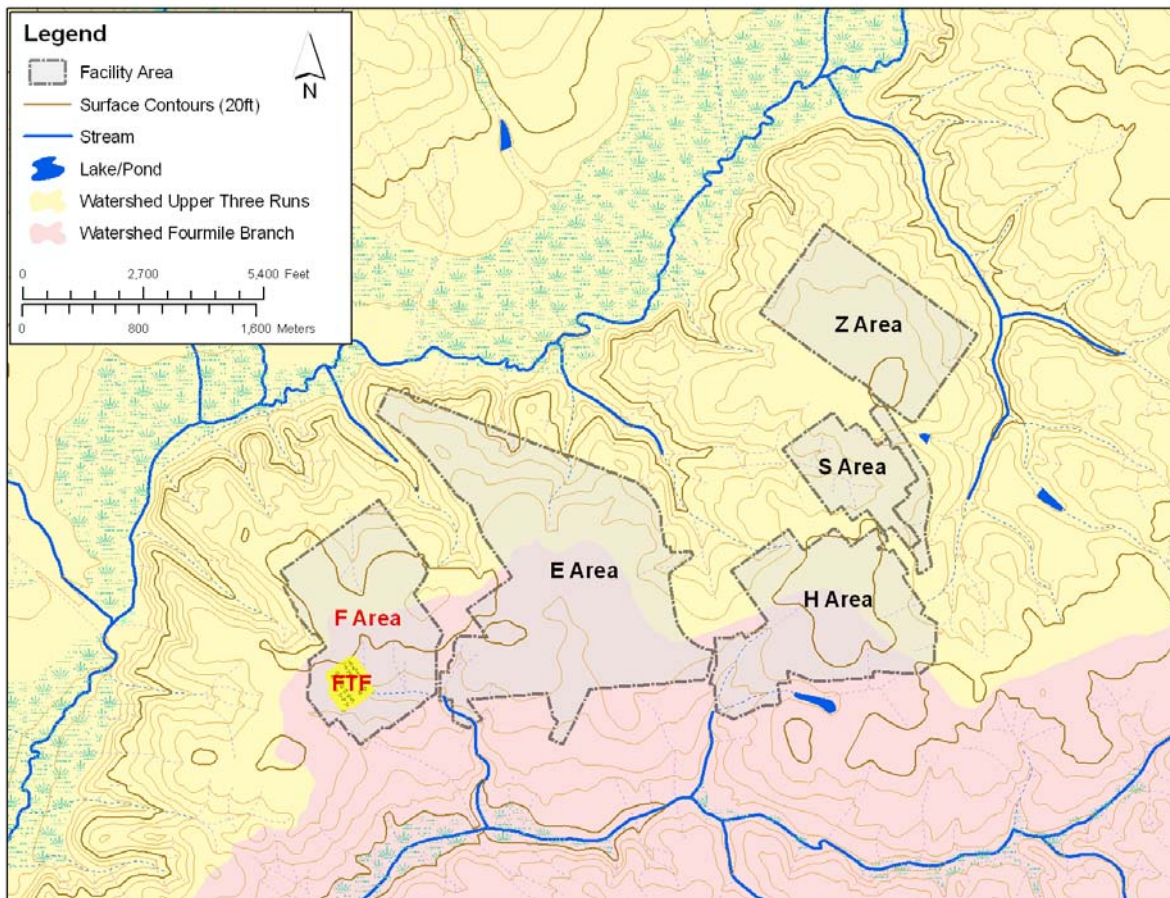 Legend
Facility Area
Surface Contours (20ft)
Stream
Lake/Pond
Watershed Upper Three Runs
Watershed Fourmile Branch
0 2,700 5,400 Feet
0 800 1,600 Meters
N
Z Area
S Area
E Area
H Area
F Area
FTF